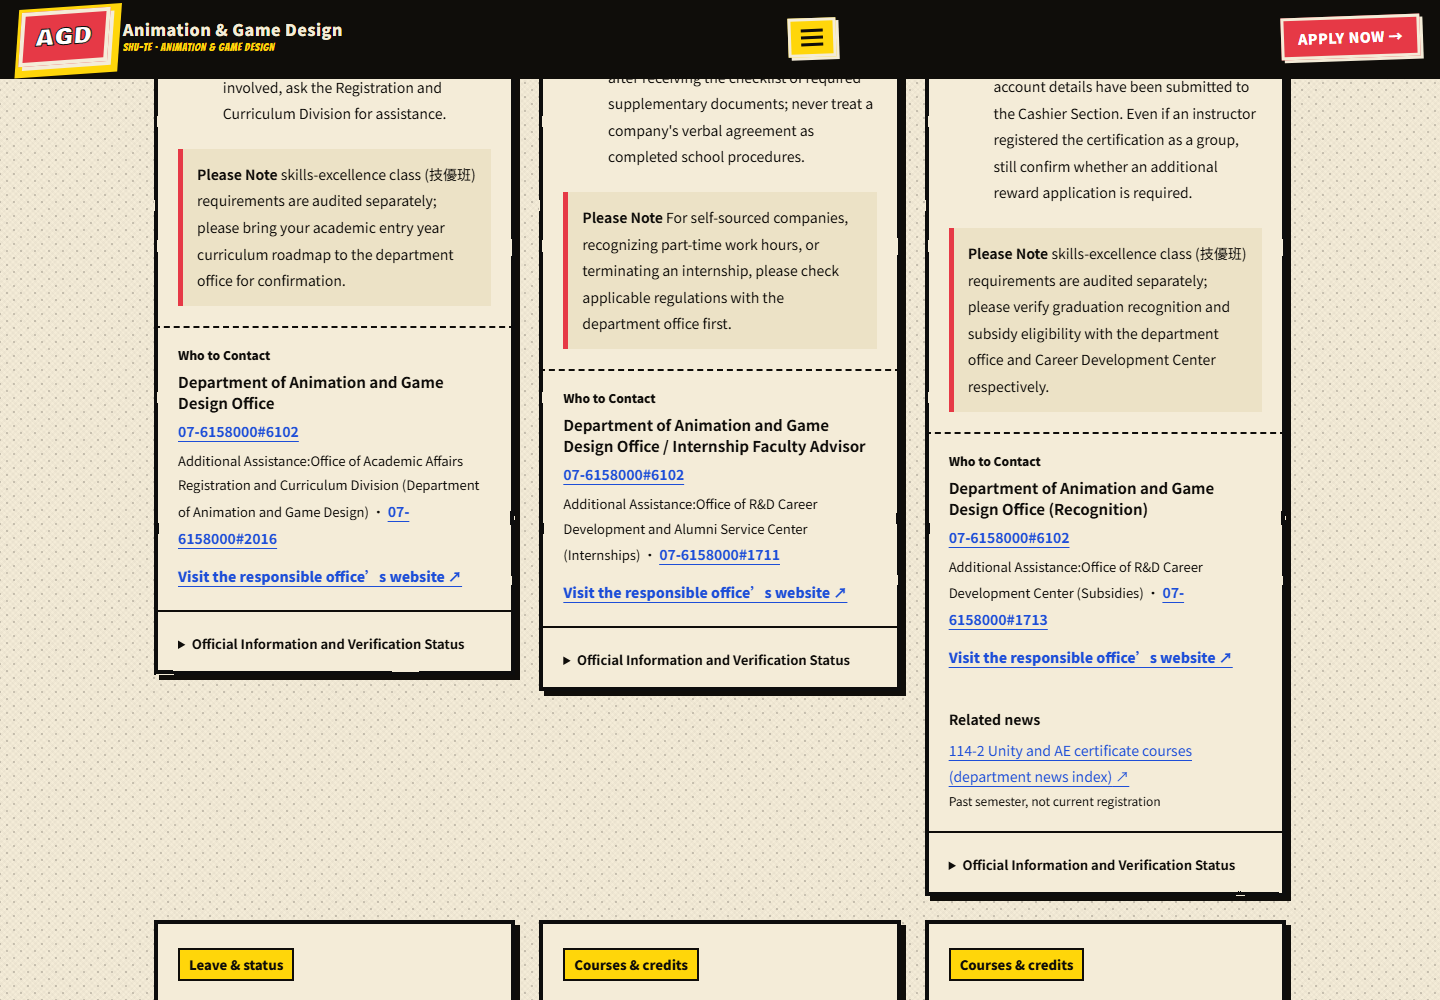 AGD
Animation & Game Design
SHU-TE · ANIMATION & GAME DESIGN
APPLY NOW →
involved, ask the Registration and
Curriculum Division for assistance.
Please Note skills-excellence class (技優班)
requirements are audited separately;
please bring your academic entry year
curriculum roadmap to the department
office for confirmation.
Who to Contact
Department of Animation and Game
Design Office
07-6158000#6102
Additional Assistance:Office of Academic Affairs
Registration and Curriculum Division (Department
of Animation and Game Design) ・ 07-
6158000#2016
Visit the responsible office’s website ↗
▶ Official Information and Verification Status
after receiving the checklist of required
supplementary documents; never treat a
company's verbal agreement as
completed school procedures.
Please Note For self-sourced companies,
recognizing part-time work hours, or
terminating an internship, please check
applicable regulations with the
department office first.
Who to Contact
Department of Animation and Game
Design Office / Internship Faculty Advisor
07-6158000#6102
Additional Assistance:Office of R&D Career
Development and Alumni Service Center
(Internships) ・ 07-6158000#1711
Visit the responsible office’s website ↗
▶ Official Information and Verification Status
account details have been submitted to
the Cashier Section. Even if an instructor
registered the certification as a group,
still confirm whether an additional
reward application is required.
Please Note skills-excellence class (技優班)
requirements are audited separately;
please verify graduation recognition and
subsidy eligibility with the department
office and Career Development Center
respectively.
Who to Contact
Department of Animation and Game
Design Office (Recognition)
07-6158000#6102
Additional Assistance:Office of R&D Career
Development Center (Subsidies) ・ 07-
6158000#1713
Visit the responsible office’s website ↗
Related news
114-2 Unity and AE certificate courses
(department news index) ↗
Past semester, not current registration
▶ Official Information and Verification Status
Leave & status
Courses & credits
Courses & credits